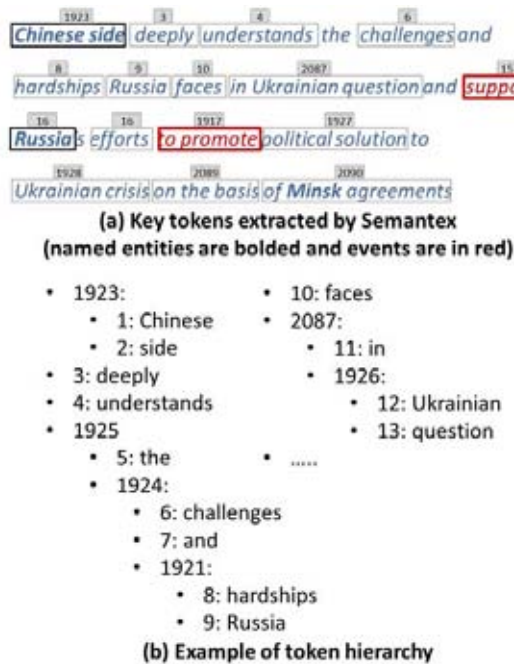 1923 3 4 6
Chinese side deeply understands the challenges and
8 9 10 2087 15
hardships Russia faces in Ukrainian question and
16 16 1917 1927
Russias efforts to promote political solution to
1928 2089 2090
Ukrainian crisis on the basis of Minsk agreements
(a) Key tokens extracted by Semantex
(named entities are bolded and events are in red)
• 1923:
• 1: Chinese
• 2: side
• 3: deeply
• 4: understands
• 1925
• 5: the
• 1924:
• 6: challenges
• 7: and
• 1921:
• 8: hardships
• 9: Russia
• 10: faces
• 2087:
• 11: in
• 1926:
• 12: Ukrainian
• 13: question
• .....
(b) Example of token hierarchy